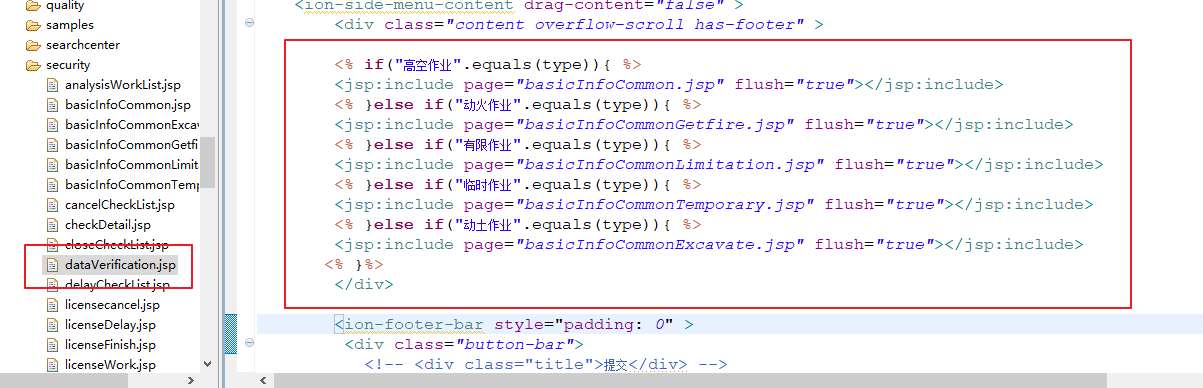 quality
samples
searchcenter
security
analysisWorkList.jsp
basicInfoCommon.jsp
basicInfoCommonExcav
basicInfoCommonGetfi
basicInfoCommonLimita
basicInfoCommonTemp
cancelCheckList.jsp
checkDetail.jsp
closeCheckList.jsp
dataVerification.jsp
delayCheckList.jsp
licensecancel.jsp
licenseDelay.jsp
licenseFinish.jsp
licenseWork.jsp
<ion-side-menu-content drag-content="false" >
<div class="content overflow-scroll has-footer" >
<% if("高空作业".equals(type)){ %>
<jsp:include page="basicInfoCommon.jsp" flush="true"></jsp:include>
<% }else if("动火作业".equals(type)){ %>
<jsp:include page="basicInfoCommonGetfire.jsp" flush="true"></jsp:include>
<% }else if("有限作业".equals(type)){ %>
<jsp:include page="basicInfoCommonLimitation.jsp" flush="true"></jsp:include>
<% }else if("临时作业".equals(type)){ %>
<jsp:include page="basicInfoCommonTemporary.jsp" flush="true"></jsp:include>
<% }else if("动土作业".equals(type)){ %>
<jsp:include page="basicInfoCommonExcavate.jsp" flush="true"></jsp:include>
<% }%>
</div>
<ion-footer-bar style="padding: 0" >
<div class="button-bar">
<!-- <div class="title">提交</div> -->